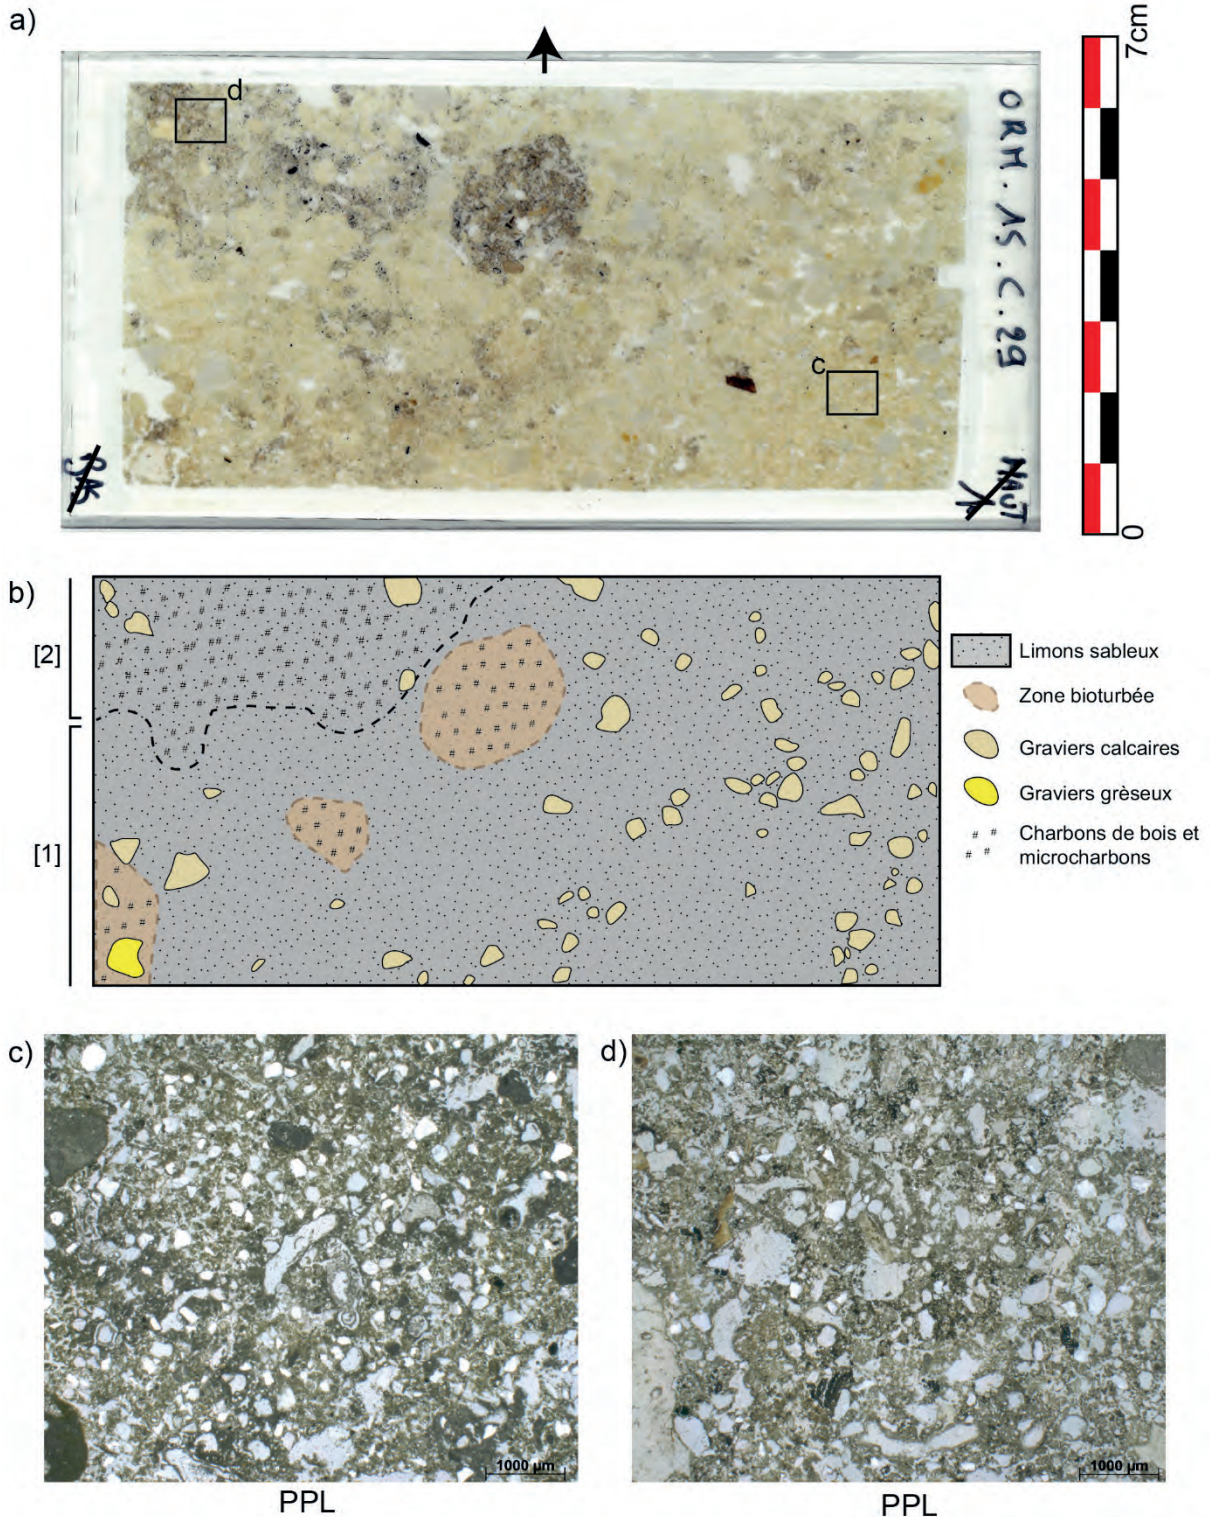 a)
7cm
d
ORM.15.C.29
c
BAS
HAUT
0
b)
[2]
[1]
Limons sableux
Zone bioturbée
Graviers calcaires
Graviers grèseux
Charbons de bois et
microcharbons
c)
d)
1000 µm
1000 µm
PPL
PPL